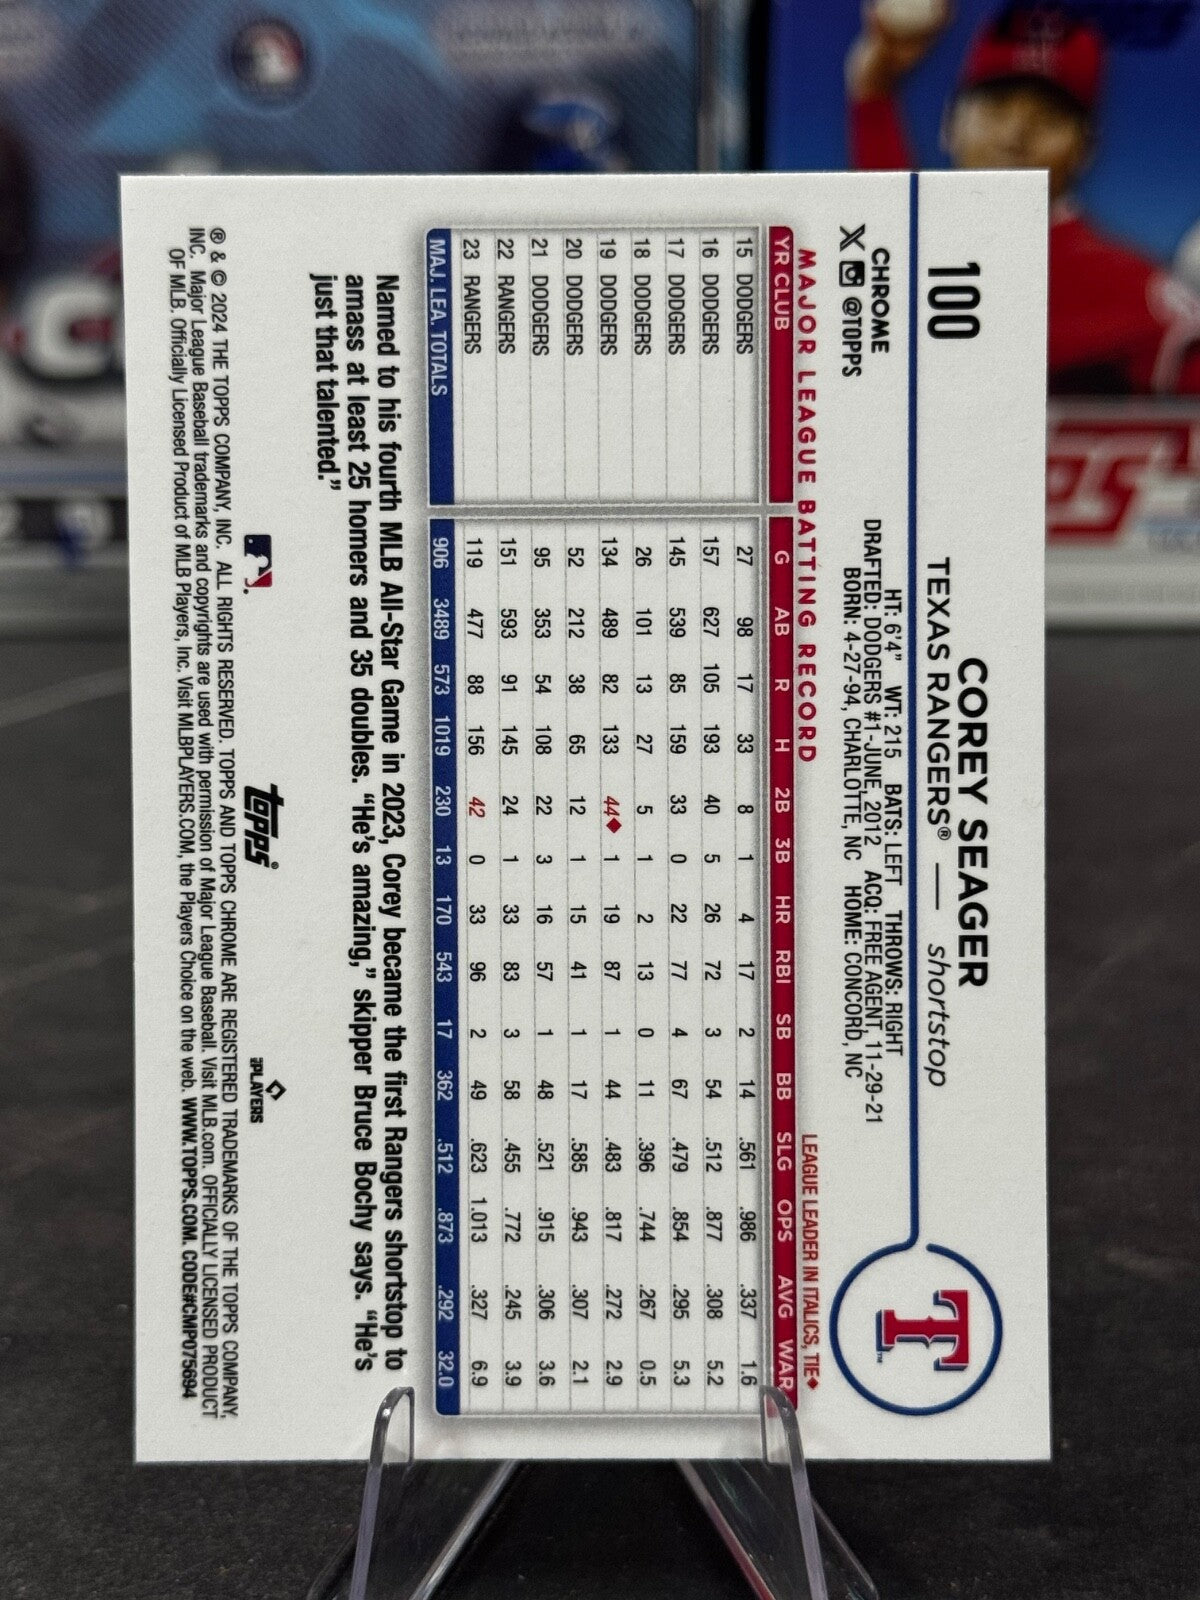 100
COREY SEAGER
TEXAS RANGERS® — shortstop
CHROME
X @TOPPS
HT: 6'4" WT: 215 BATS: LEFT THROWS: RIGHT
DRAFTED: DODGERS #1-JUNE, 2012 ACQ: FREE AGENT, 11-29-21
BORN: 4-27-94, CHARLOTTE, NC HOME: CONCORD, NC
T
™
MAJOR LEAGUE BATTING RECORD
LEAGUE LEADER IN ITALICS, TIE♦
YR CLUB G AB R H 2B 3B HR RBI SB BB SLG OPS AVG WAR
15 DODGERS 27 98 17 33 8 1 4 17 2 14 .561 .986 .337 1.6
16 DODGERS 157 627 105 193 40 5 26 72 3 54 .512 .877 .308 5.2
17 DODGERS 145 539 85 159 33 0 22 77 4 67 .479 .854 .295 5.3
18 DODGERS 26 101 13 27 5 1 2 13 0 11 .396 .744 .267 0.5
19 DODGERS 134 489 82 133 44♦ 1 19 87 1 44 .483 .817 .272 2.9
20 DODGERS 52 212 38 65 12 1 15 41 1 17 .585 .943 .307 2.1
21 DODGERS 95 353 54 108 22 3 16 57 1 48 .521 .915 .306 3.6
22 RANGERS 151 593 91 145 24 1 33 83 3 58 .455 .772 .245 3.9
23 RANGERS 119 477 88 156 42 0 33 96 2 49 .623 1.013 .327 6.9
MAJ. LEA. TOTALS 906 3489 573 1019 230 13 170 543 17 362 .512 .873 .292 32.0
Named to his fourth MLB All-Star Game in 2023, Corey became the first Rangers shortstop to
amass at least 25 homers and 35 doubles. “He’s amazing,” skipper Bruce Bochy says. “He’s
just that talented.”
topps®
PLAYERS
® & © 2024 THE TOPPS COMPANY, INC. ALL RIGHTS RESERVED. TOPPS AND TOPPS CHROME ARE REGISTERED TRADEMARKS OF THE TOPPS COMPANY,
INC. Major League Baseball trademarks and copyrights are used with permission of Major League Baseball. Visit MLB.com. OFFICIALLY LICENSED PRODUCT
OF MLB. Officially Licensed Product of MLB Players, Inc. Visit MLBPLAYERS.COM, the Players Choice on the web. WWW.TOPPS.COM. CODE#CMP075694